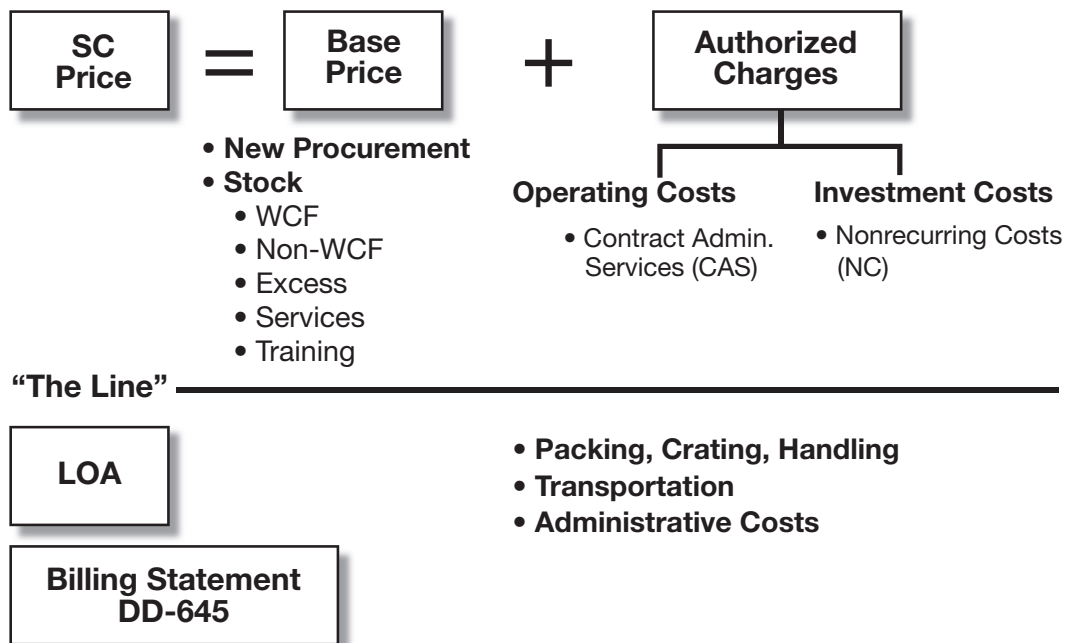 SC
Price
=
Base
Price
+
Authorized
Charges
• New Procurement
• Stock
• WCF
• Non-WCF
• Excess
• Services
• Training
Operating Costs
• Contract Admin.
Services (CAS)
Investment Costs
• Nonrecurring Costs
(NC)
“The Line”
LOA
• Packing, Crating, Handling
• Transportation
• Administrative Costs
Billing Statement
DD-645